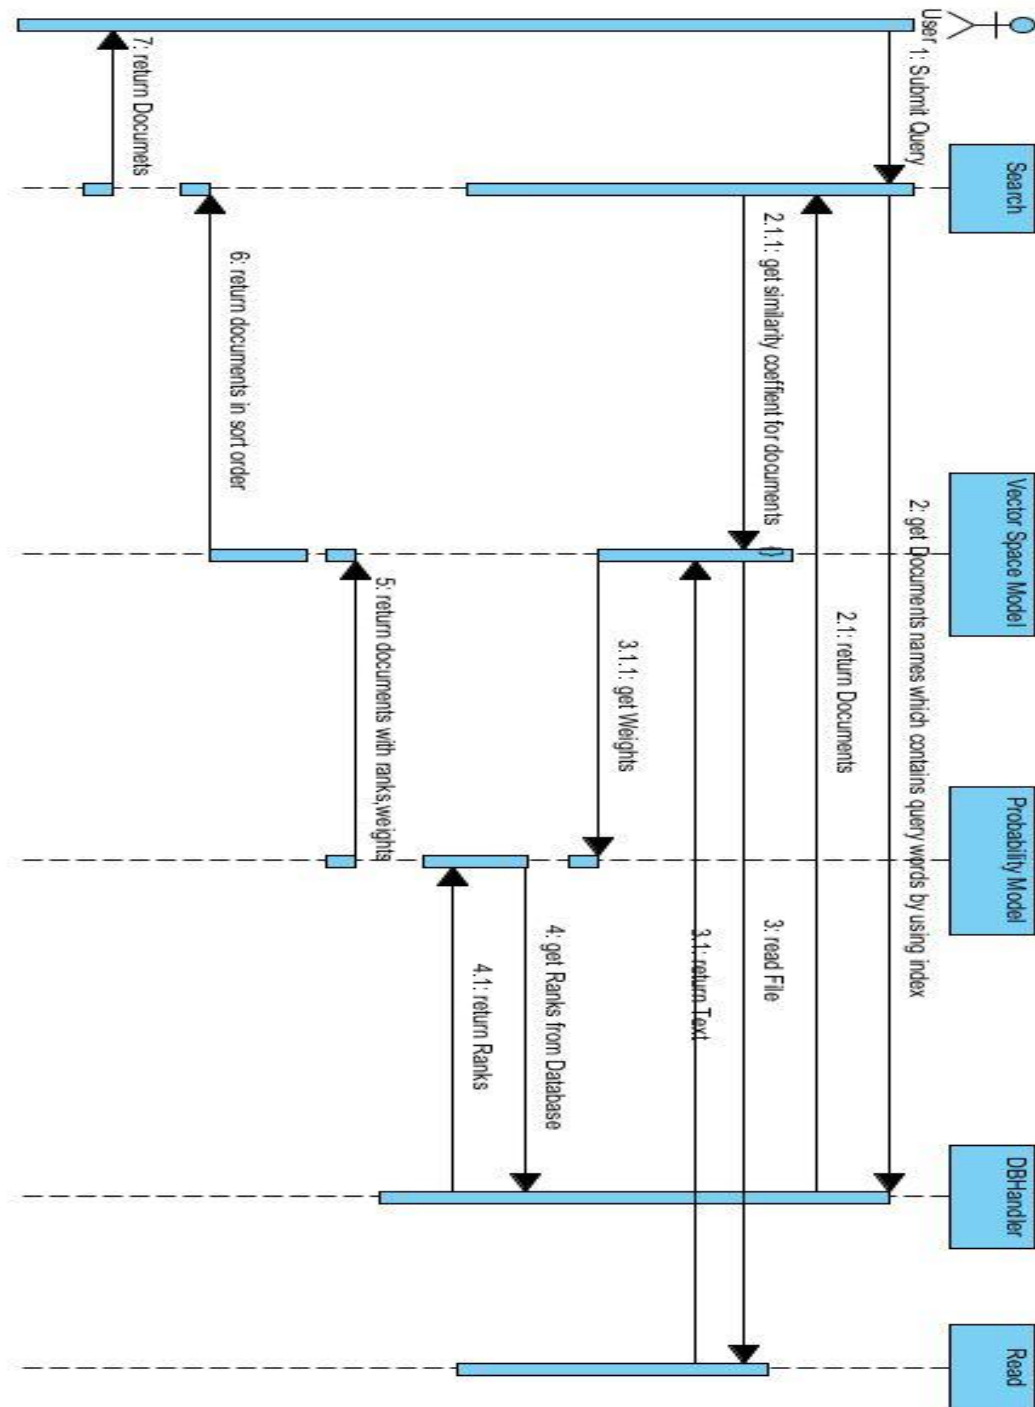 User
Search
Vector Space Model
Probability Model
DBHandler
Read
1: Submit Query
2: get Documents names which contains query words by using index
2.1: return Documents
2.1.1: get similarity coeffient for documents
3: read File
3.1: return Text
3.1.1: get Weights
4: get Ranks from Database
4.1: return Ranks
5: return documents with ranks,weights
6: return documents in sort order
7: return Documets